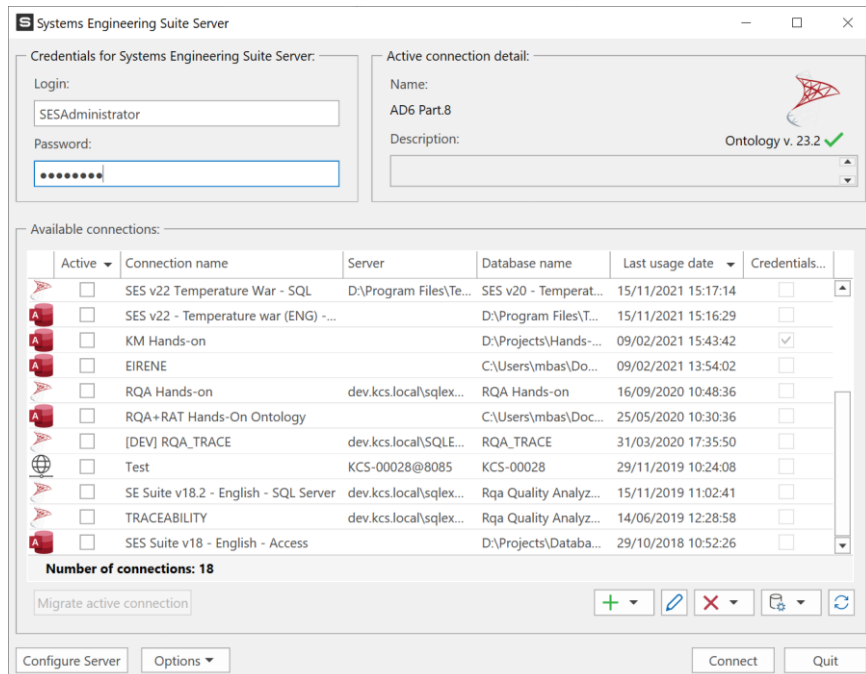 Systems Engineering Suite Server
Credentials for Systems Engineering Suite Server:
Login:
SESAdministrator
Password:
Active connection detail:
Name:
AD6 Part.8
Description:
Ontology v. 23.2
Available connections:
Active Connection name Server Database name Last usage date Credentials...
SES v22 Temperature War - SQL D:\Program Files\Te... SES v20 - Temperat... 15/11/2021 15:17:14
A SES v22 - Temperature war (ENG) -... D:\Program Files\T... 15/11/2021 15:16:29
A KM Hands-on D:\Projects\Hands-... 09/02/2021 15:43:42
A EIRENE C:\Users\mbas\Do... 09/02/2021 13:54:02
RQA Hands-on dev.kcs.local\sqlex... RQA Hands-on 16/09/2020 10:48:36
A RQA+RAT Hands-On Ontology C:\Users\mbas\Doc... 25/05/2020 10:30:36
[DEV] RQA_TRACE dev.kcs.local\SQLE... RQA_TRACE 31/03/2020 17:35:50
Test KCS-00028@8085 KCS-00028 29/11/2019 10:24:08
SE Suite v18.2 - English - SQL Server dev.kcs.local\sqlex... Rqa Quality Analyz... 15/11/2019 11:02:41
TRACEABILITY dev.kcs.local\sqlex... Rqa Quality Analyz... 14/06/2019 12:28:58
A SES Suite v18 - English - Access D:\Projects\Databa... 29/10/2018 10:52:26
Number of connections: 18
Migrate active connection
Configure Server Options Connect Quit